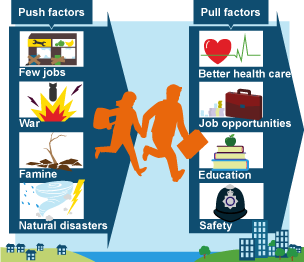 Push factors
Few jobs
War
Famine
Natural disasters
Pull factors
Better health care
Job opportunities
Education
Safety